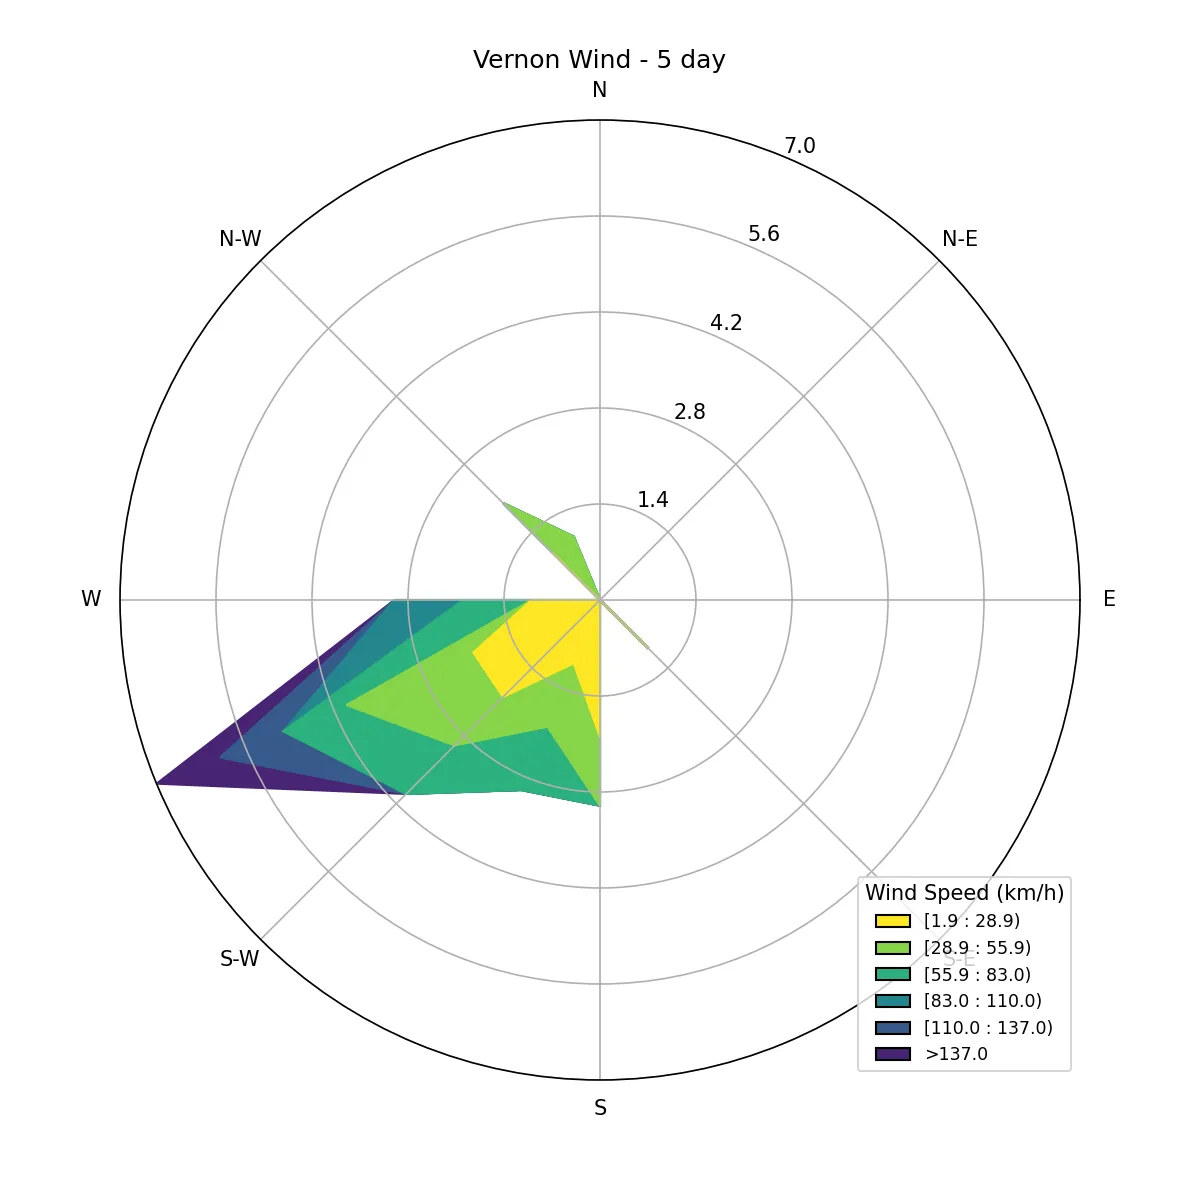 Vernon Wind - 5 day
N
7.0
5.6
N-W
N-E
4.2
2.8
1.4
W
E
S-W
S-E
S
Wind Speed (km/h)
[1.9 : 28.9)
[28.9 : 55.9)
[55.9 : 83.0)
[83.0 : 110.0)
[110.0 : 137.0)
>137.0